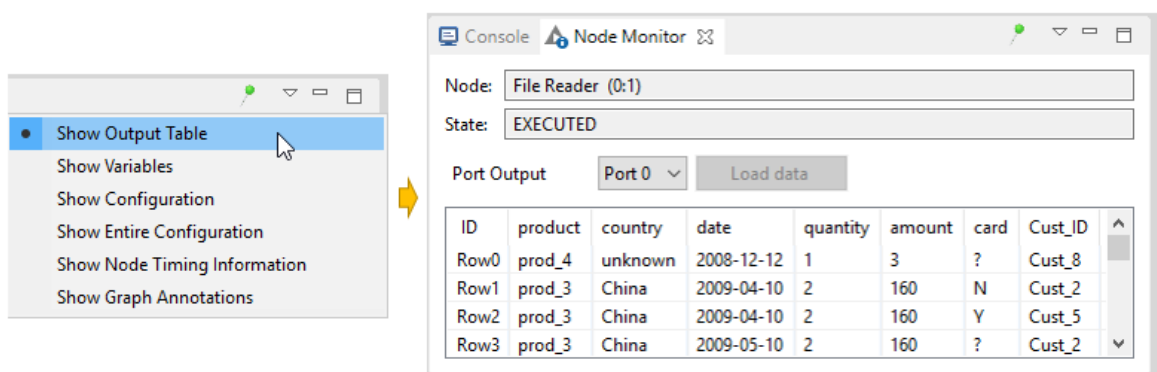 Show Output Table
Show Variables
Show Configuration
Show Entire Configuration
Show Node Timing Information
Show Graph Annotations
Console Node Monitor
Node: File Reader (0:1)
State: EXECUTED
Port Output Port 0 Load data
ID product country date quantity amount card Cust_ID
Row0 prod_4 unknown 2008-12-12 1 3 ? Cust_8
Row1 prod_3 China 2009-04-10 2 160 N Cust_2
Row2 prod_3 China 2009-04-10 2 160 Y Cust_5
Row3 prod_3 China 2009-05-10 2 160 ? Cust_2